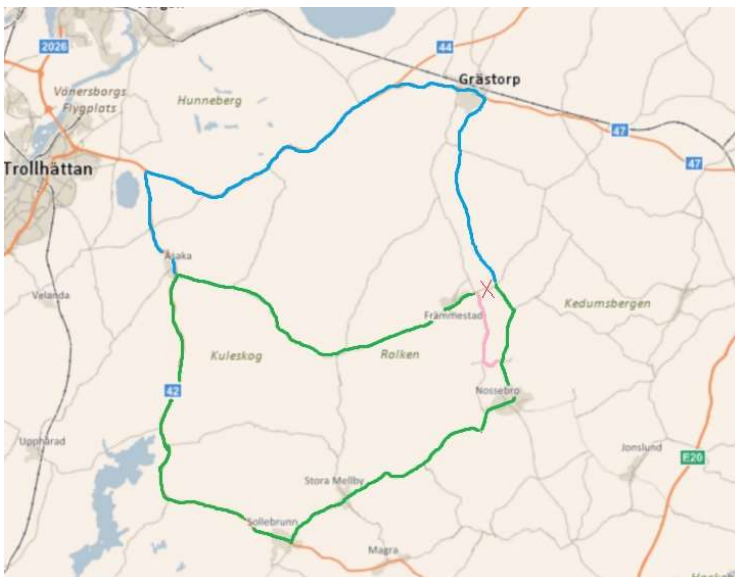 2026
44
Grästorp
Vänersborgs
Flygplats
Hunneberg
47
47
Trollhättan
Åsaka
Velanda
Främmestad
Kedumsbergen
Kuleskog
Ralken
42
Nossebro
Upphärad
Jonslund
E20
Stora Mellby
Sollebrunn
Magra